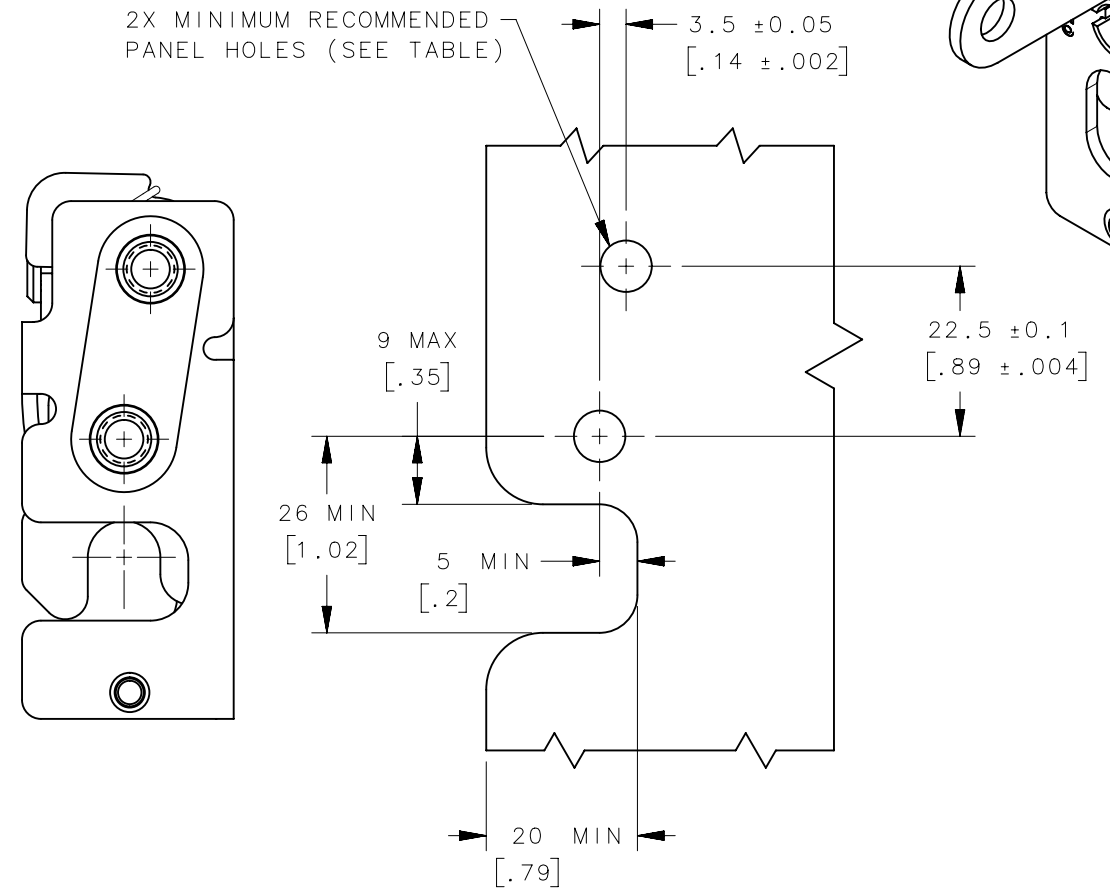 2X MINIMUM RECOMMENDED
PANEL HOLES (SEE TABLE)
3.5 ±0.05
[.14 ±.002]
9 MAX
[.35]
22.5 ±0.1
[.89 ±.004]
26 MIN
[1.02]
5 MIN
[.2]
20 MIN
[.79]